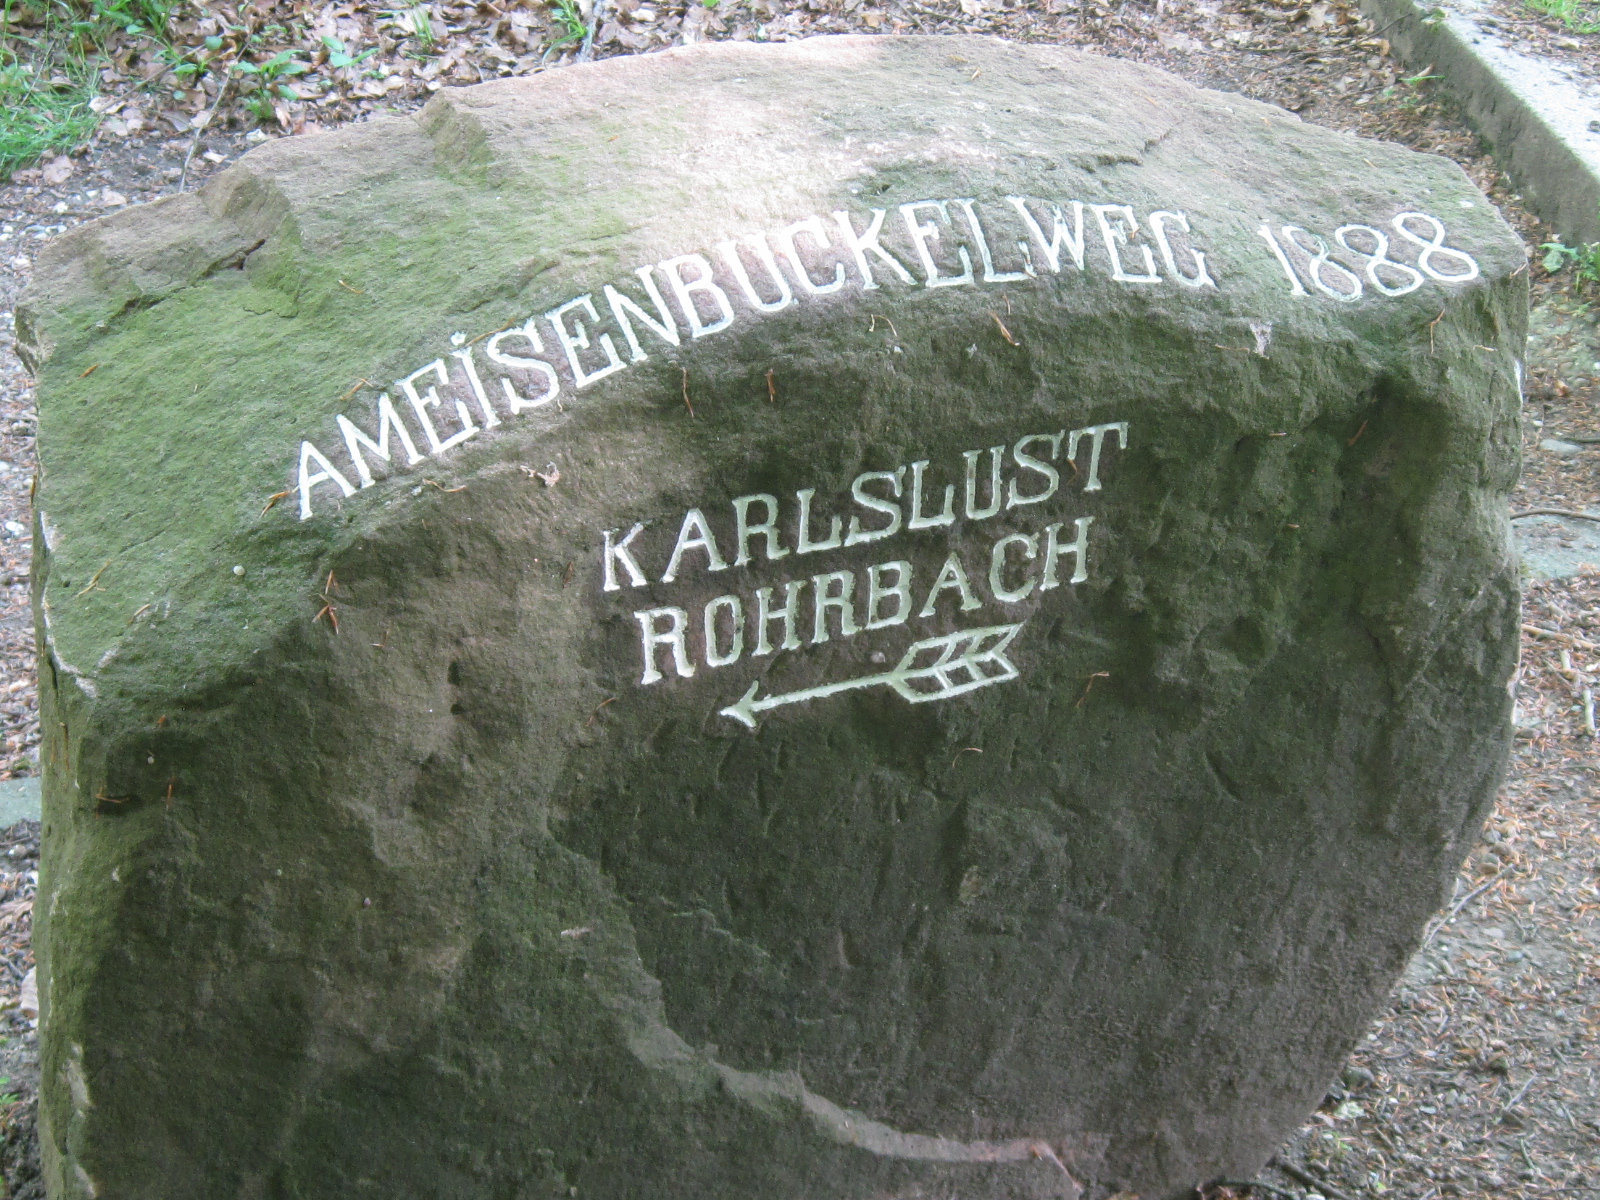 AMEISENBUCKELWEG 1888
KARLSLUST
ROHRBACH